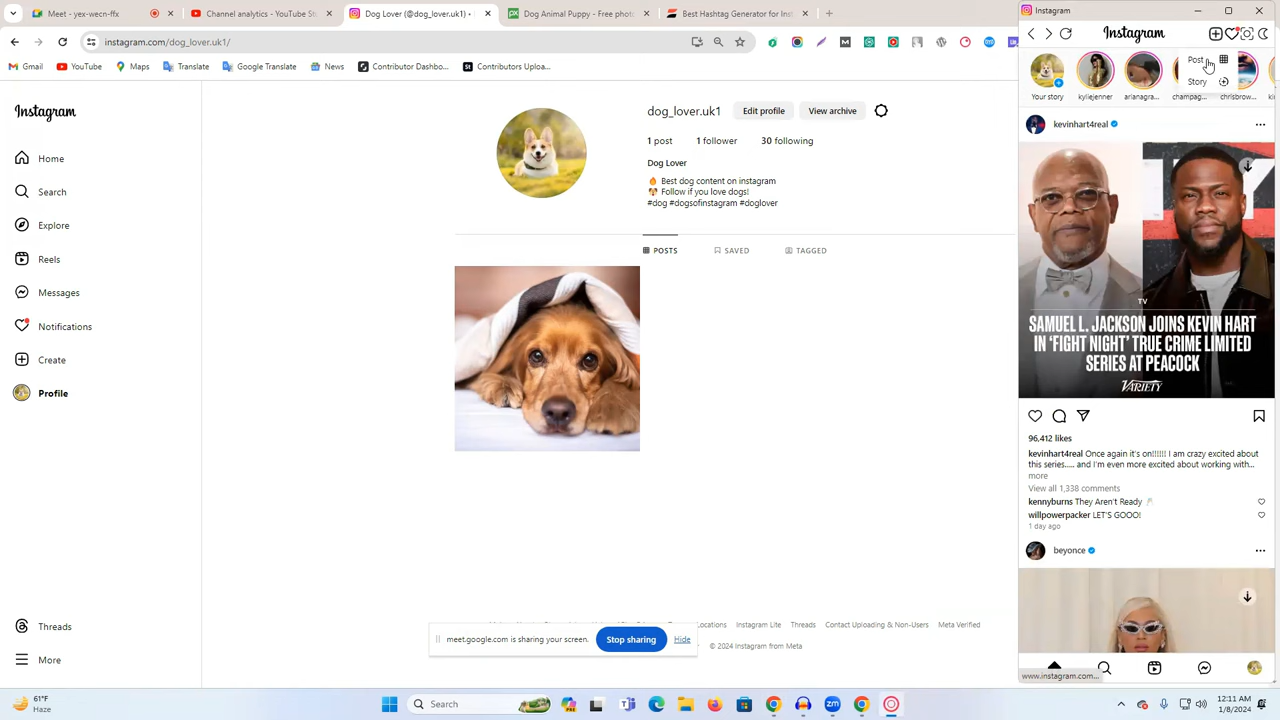 Meet - yexy-wecn-ffx
Channel analytics - YouTube St
Dog Lover (@dog_lover.uk1) •
Dog Animal Puppy - Free photo
Best Hashtag Generator for Inst
Instagram
instagram.com/dog_lover.uk1/
Gmail
YouTube
Maps
Translate
Google Translate
News
Contributor Dashbo...
Contributors Uploa...
Instagram
Home
Search
Explore
Reels
Messages
Notifications
Create
Profile
Threads
More
dog_lover.uk1
Edit profile
View archive
1 post
1 follower
30 following
Dog Lover
🔥 Best dog content on instagram
🐶 Follow if you love dogs!
#dog #dogsofinstagram #doglover
POSTS
SAVED
TAGGED
Locations
Instagram Lite
Threads
Contact Uploading & Non-Users
Meta Verified
© 2024 Instagram from Meta
meet.google.com is sharing your screen.
Stop sharing
Hide
Instagram
Post
Story
Your story
kyliejenner
arianagra...
champag...
chrisbrow...
kevinhart4real
TV
SAMUEL L. JACKSON JOINS KEVIN HART
IN 'FIGHT NIGHT' TRUE CRIME LIMITED
SERIES AT PEACOCK
VARIETY
96,412 likes
kevinhart4real Once again it's on!!!!!! I am crazy excited about
this series..... and I'm even more excited about working with...
more
View all 1,338 comments
kennyburns They Aren't Ready
willpowerpacker LET'S GOOO!
1 day ago
beyonce
www.instagram.com...
61°F
Haze
Search
zm
12:11 AM
1/8/2024